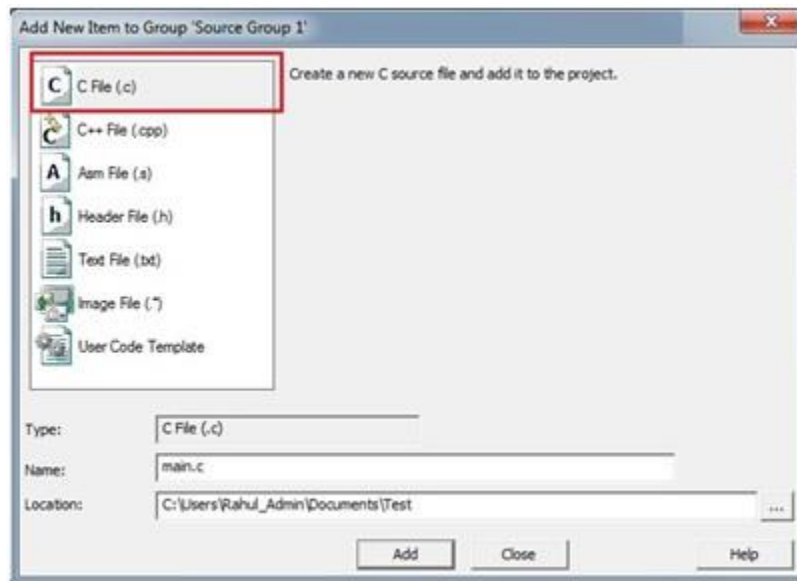 Add New Item to Group 'Source Group 1'
C File (.c)
C++ File (.cpp)
Asm File (.s)
Header File (.h)
Text File (.txt)
Image File (.*)
User Code Template
Create a new C source file and add it to the project.
Type:
C File (.c)
Name:
main.c
Location:
C:\Users\Rahul_Admin\Documents\Test
...
Add
Close
Help